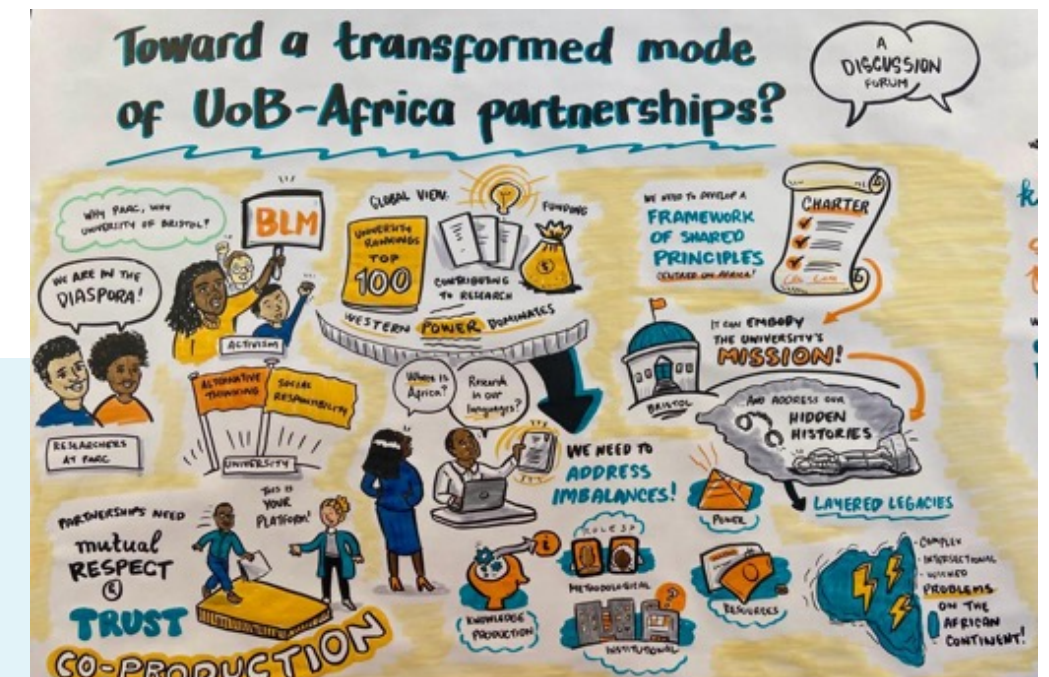 Toward a transformed mode
of UoB-Africa partnerships?
A
DISCUSSION
FORUM
WHY PARC, WHY
UNIVERSITY OF BRISTOL?
BLM
WE ARE IN THE
DIASPORA!
ACTIVISM
RESEARCHERS
AT PARC
ALTERNATIVE
THINKING
SOCIAL
RESPONSIBILITY
UNIVERSITY
GLOBAL VIEW
UNIVERSITY
RANKINGS
TOP
100
FUNDING
CONTRIBUTING
TO RESEARCH
WESTERN POWER DOMINATES
Where is
Africa?
Research
in our
languages?
WE NEED TO
ADDRESS
IMBALANCES!
WE NEED TO DEVELOP A
FRAMEWORK
OF SHARED
PRINCIPLES
CENTRED ON AFRICA!
CHARTER
IT CAN EMBODY
THE UNIVERSITY'S
MISSION!
BRISTOL
AND ADDRESS OUR
HIDDEN
HISTORIES
LAYERED LEGACIES
PARTNERSHIPS NEED
mutual
RESPECT
&
TRUST
THIS IS
YOUR
PLATFORM!
CO-PRODUCTION
KNOWLEDGE
PRODUCTION
i
ROLES?
METHODOLOGICAL
?
INSTITUTIONAL
POWER
RESOURCES
- COMPLEX
- INTERSECTIONAL
- WICKED
PROBLEMS
ON THE
AFRICAN
CONTINENT!